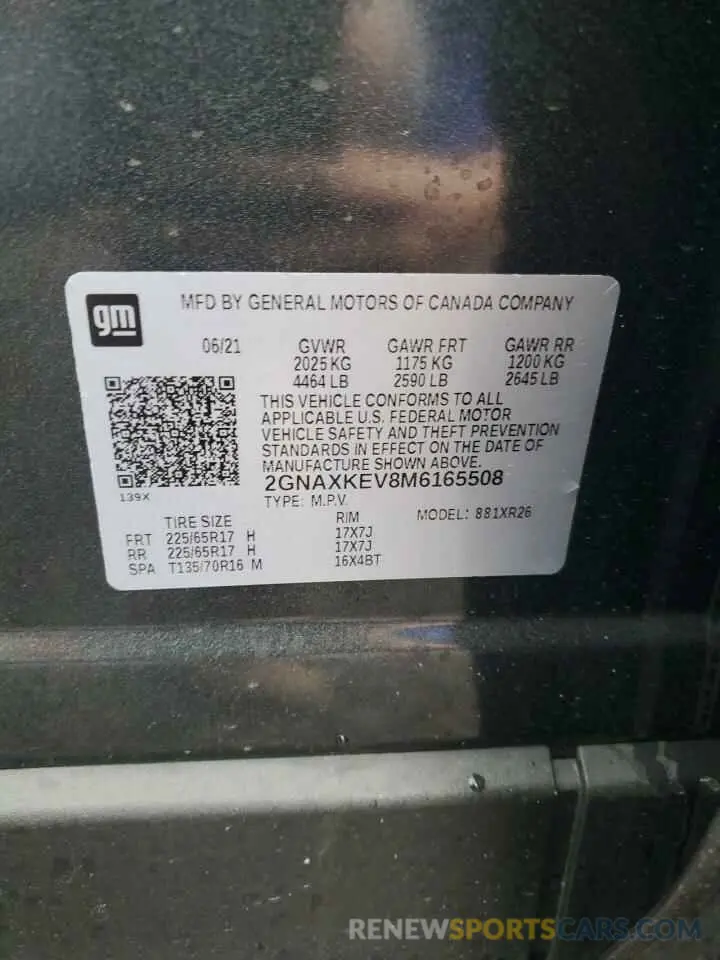 gm
MFD BY GENERAL MOTORS OF CANADA COMPANY
06/21 GVWR GAWR FRT GAWR RR
2025 KG 1175 KG 1200 KG
4464 LB 2590 LB 2645 LB
THIS VEHICLE CONFORMS TO ALL
APPLICABLE U.S. FEDERAL MOTOR
VEHICLE SAFETY AND THEFT PREVENTION
STANDARDS IN EFFECT ON THE DATE OF
MANUFACTURE SHOWN ABOVE.
139X
2GNAXKEV8M6165508
TYPE: M.P.V. MODEL: 881XR26
TIRE SIZE RIM
FRT 225/65R17 H 17X7J
RR 225/65R17 H 17X7J
SPA T135/70R16 M 16X4BT
RENEWSPORTSCARS.COM